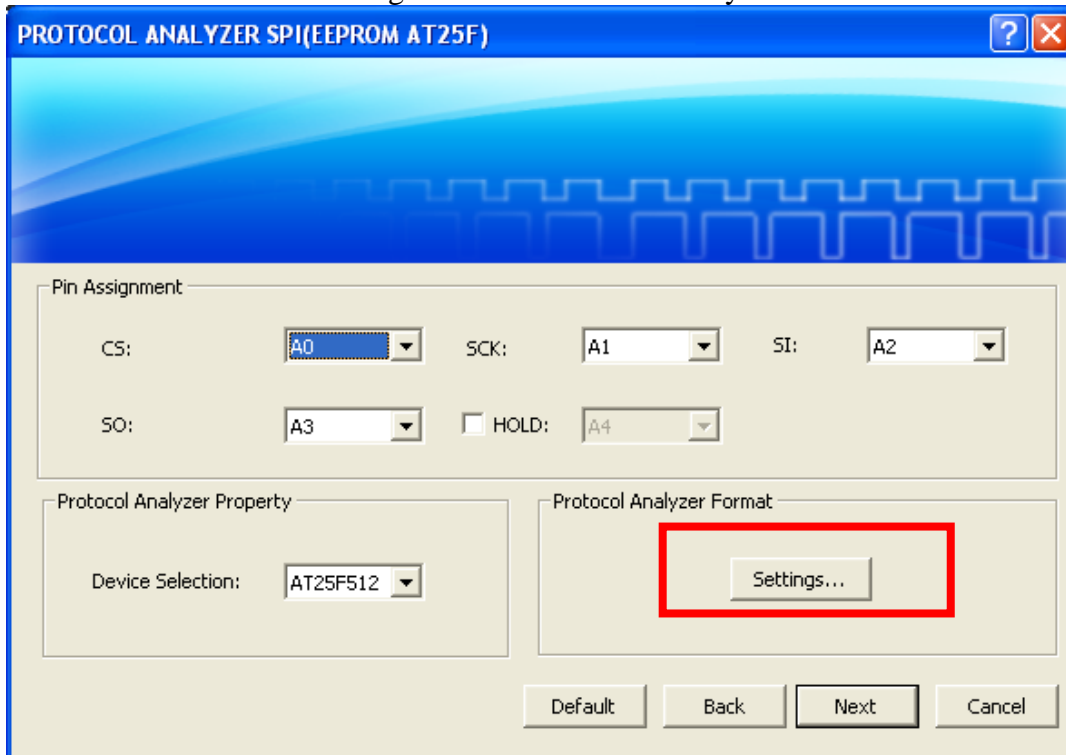 PROTOCOL ANALYZER SPI(EEPROM AT25F)
Pin Assignment
CS: A0 SCK: A1 SI: A2
SO: A3 HOLD: A4
Protocol Analyzer Property
Device Selection: AT25F512
Protocol Analyzer Format
Settings...
Default Back Next Cancel